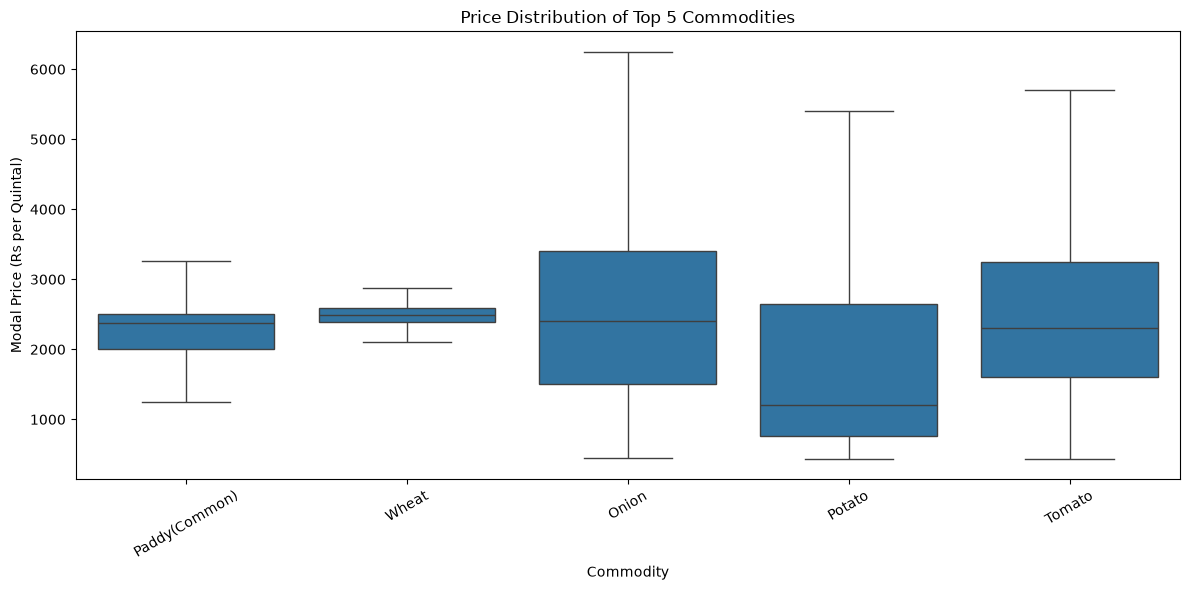 Price Distribution of Top 5 Commodities
Modal Price (Rs per Quintal)
6000
5000
4000
3000
2000
1000
Paddy(Common)
Wheat
Onion
Potato
Tomato
Commodity